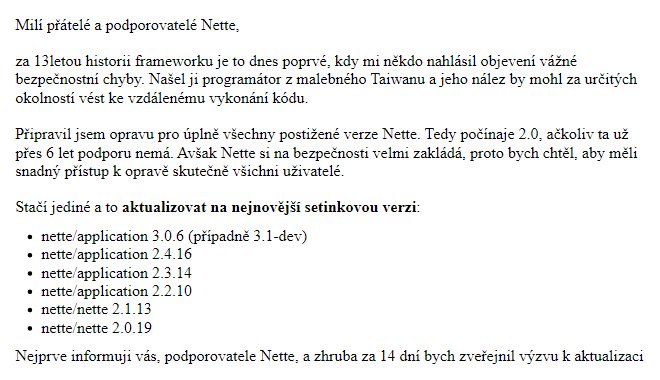 Milí přátelé a podporovatelé Nette,
za 13letou historii frameworku je to dnes poprvé, kdy mi někdo nahlásil objevení vážné
bezpečnostní chyby. Našel ji programátor z malebného Taiwanu a jeho nález by mohl za určitých
okolností vést ke vzdálenému vykonání kódu.
Připravil jsem opravu pro úplně všechny postižené verze Nette. Tedy počínaje 2.0, ačkoliv ta už
přes 6 let podporu nemá. Avšak Nette si na bezpečnosti velmi zakládá, proto bych chtěl, aby měli
snadný přístup k opravě skutečně všichni uživatelé.
Stačí jediné a to aktualizovat na nejnovější setinkovou verzi:
• nette/application 3.0.6 (případně 3.1-dev)
• nette/application 2.4.16
• nette/application 2.3.14
• nette/application 2.2.10
• nette/nette 2.1.13
• nette/nette 2.0.19
Nejprve informuji vás, podporovatele Nette, a zhruba za 14 dní bych zveřejnil výzvu k aktualizaci